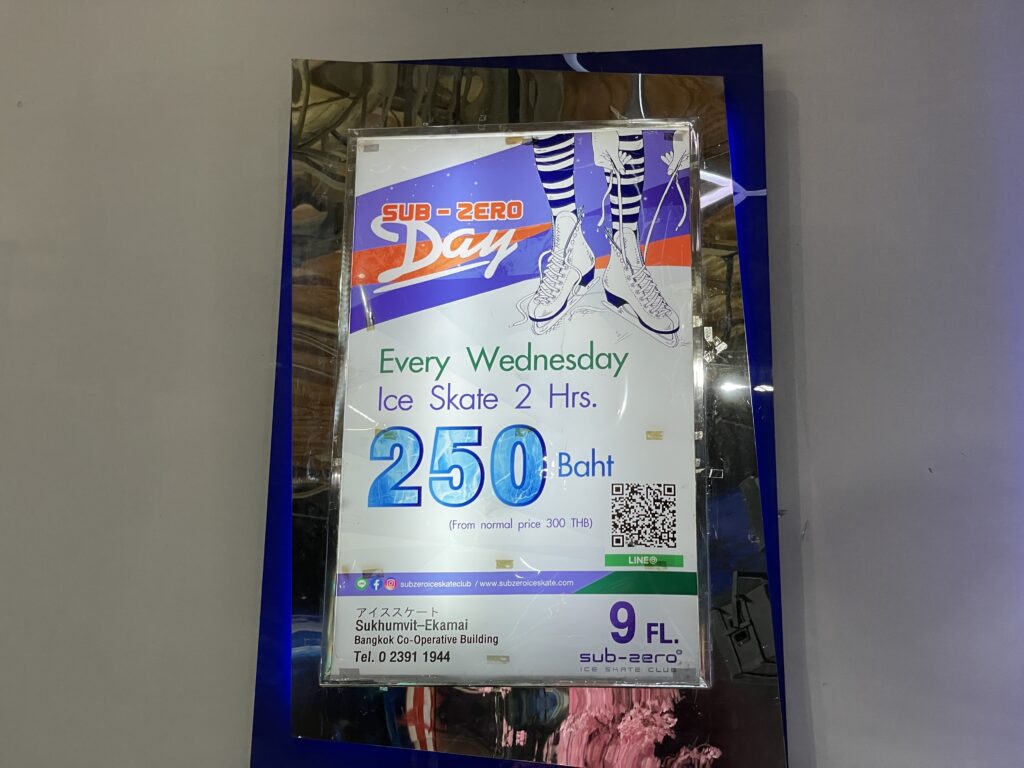 SUB - ZERO
Day
Every Wednesday
Ice Skate 2 Hrs.
250 Baht
(From normal price 300 THB)
LINE@
subzeroiceskateclub / www.subzeroiceskate.com
アイススケート
Sukhumvit–Ekamai
Bangkok Co-Operative Building
Tel. 0 2391 1944
9 FL.
sub-zero
ICE SKATE CLUB